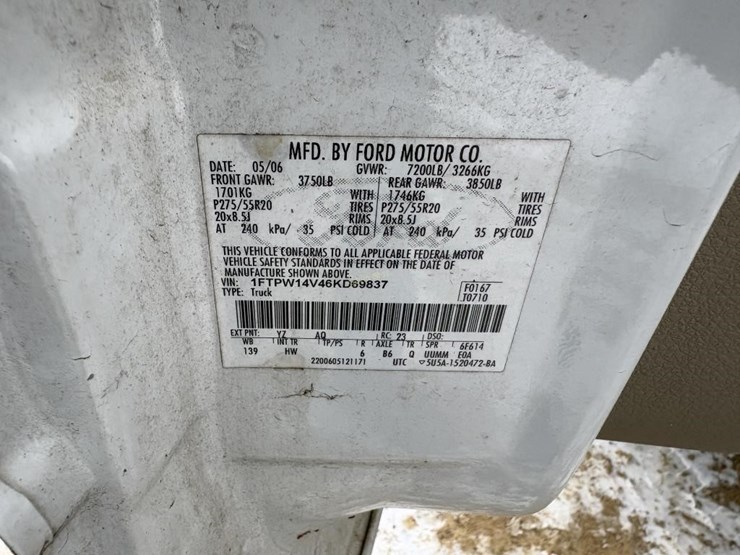 MFD. BY FORD MOTOR CO.
DATE: 05/06 GVWR: 7200LB/ 3266KG
FRONT GAWR: 3750LB REAR GAWR: 3850LB
1701KG WITH 1746KG WITH
P275/55R20 TIRES P275/55R20 TIRES
20x8.5J RIMS 20x8.5J RIMS
AT 240 kPa/ 35 PSI COLD AT 240 kPa/ 35 PSI COLD
THIS VEHICLE CONFORMS TO ALL APPLICABLE FEDERAL MOTOR
VEHICLE SAFETY STANDARDS IN EFFECT ON THE DATE OF
MANUFACTURE SHOWN ABOVE.
VIN: 1FTPW14V46KD69837 F0167
TYPE: Truck T0710
EXT PNT: YZ AQ RC: 23 DSO:
WB INT TR TP/PS R AXLE TR SPR 6F614
139 HW 6 B6 Q UUMM E0A
2200605121171 UTC 5U5A-1520472-BA